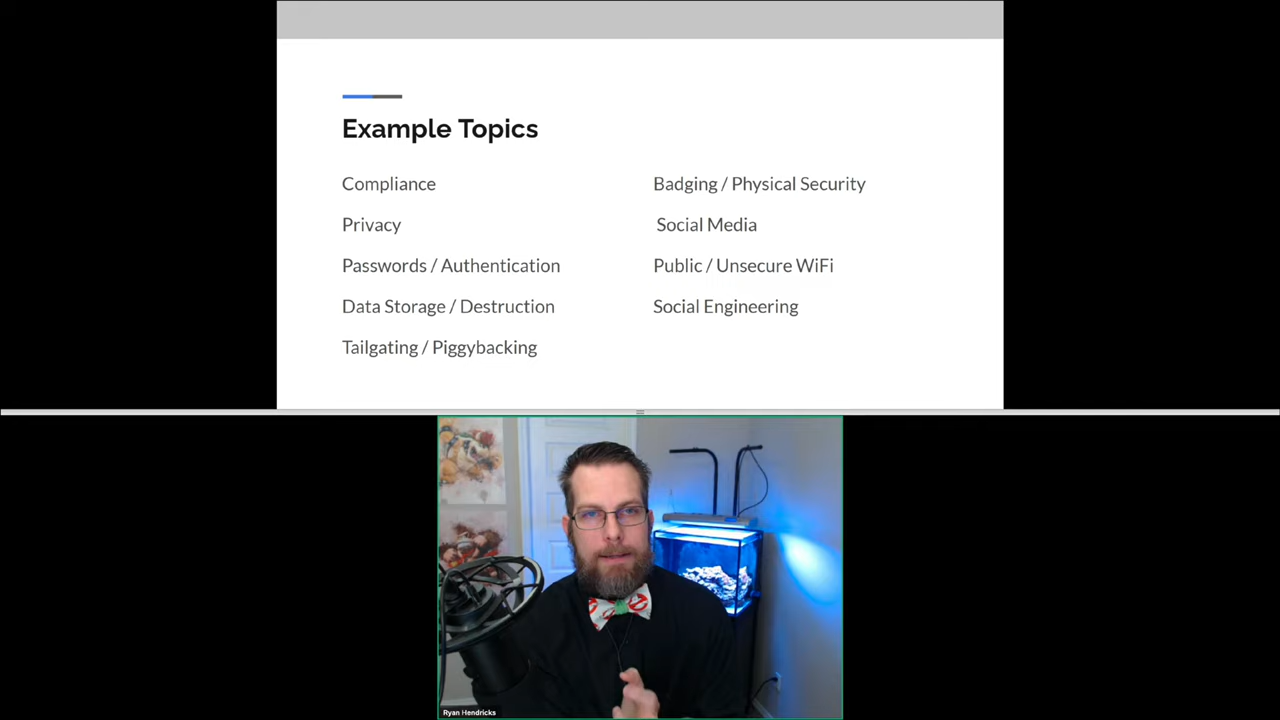 Example Topics
Compliance
Privacy
Passwords / Authentication
Data Storage / Destruction
Tailgating / Piggybacking
Badging / Physical Security
Social Media
Public / Unsecure WiFi
Social Engineering
Ryan Hendricks